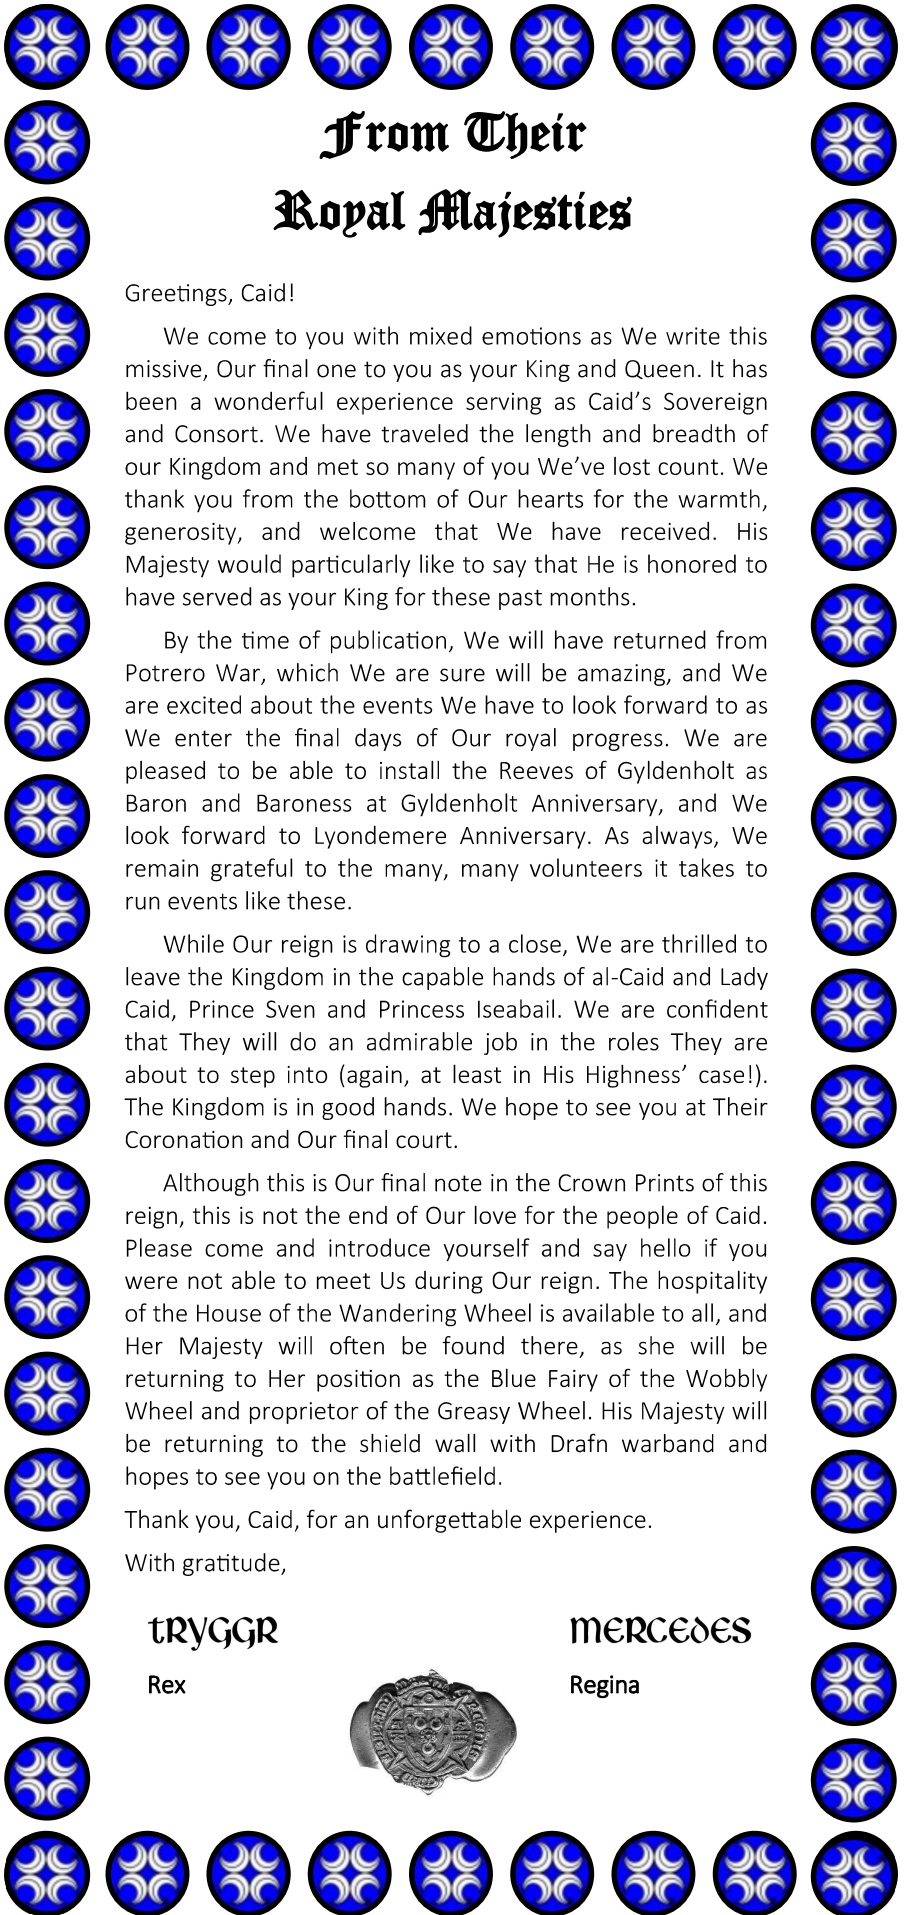 From Their
Royal Majesties
Greetings, Caid!
We come to you with mixed emotions as We write this
missive, Our final one to you as your King and Queen. It has
been a wonderful experience serving as Caid’s Sovereign
and Consort. We have traveled the length and breadth of
our Kingdom and met so many of you We’ve lost count. We
thank you from the bottom of Our hearts for the warmth,
generosity, and welcome that We have received. His
Majesty would particularly like to say that He is honored to
have served as your King for these past months.
By the time of publication, We will have returned from
Potrero War, which We are sure will be amazing, and We
are excited about the events We have to look forward to as
We enter the final days of Our royal progress. We are
pleased to be able to install the Reeves of Gyldenholt as
Baron and Baroness at Gyldenholt Anniversary, and We
look forward to Lyondemere Anniversary. As always, We
remain grateful to the many, many volunteers it takes to
run events like these.
While Our reign is drawing to a close, We are thrilled to
leave the Kingdom in the capable hands of al-Caid and Lady
Caid, Prince Sven and Princess Iseabail. We are confident
that They will do an admirable job in the roles They are
about to step into (again, at least in His Highness’ case!).
The Kingdom is in good hands. We hope to see you at Their
Coronation and Our final court.
Although this is Our final note in the Crown Prints of this
reign, this is not the end of Our love for the people of Caid.
Please come and introduce yourself and say hello if you
were not able to meet Us during Our reign. The hospitality
of the House of the Wandering Wheel is available to all, and
Her Majesty will often be found there, as she will be
returning to Her position as the Blue Fairy of the Wobbly
Wheel and proprietor of the Greasy Wheel. His Majesty will
be returning to the shield wall with Drafn warband and
hopes to see you on the battlefield.
Thank you, Caid, for an unforgettable experience.
With gratitude,
TRYGGR MERCEDES
Rex Regina